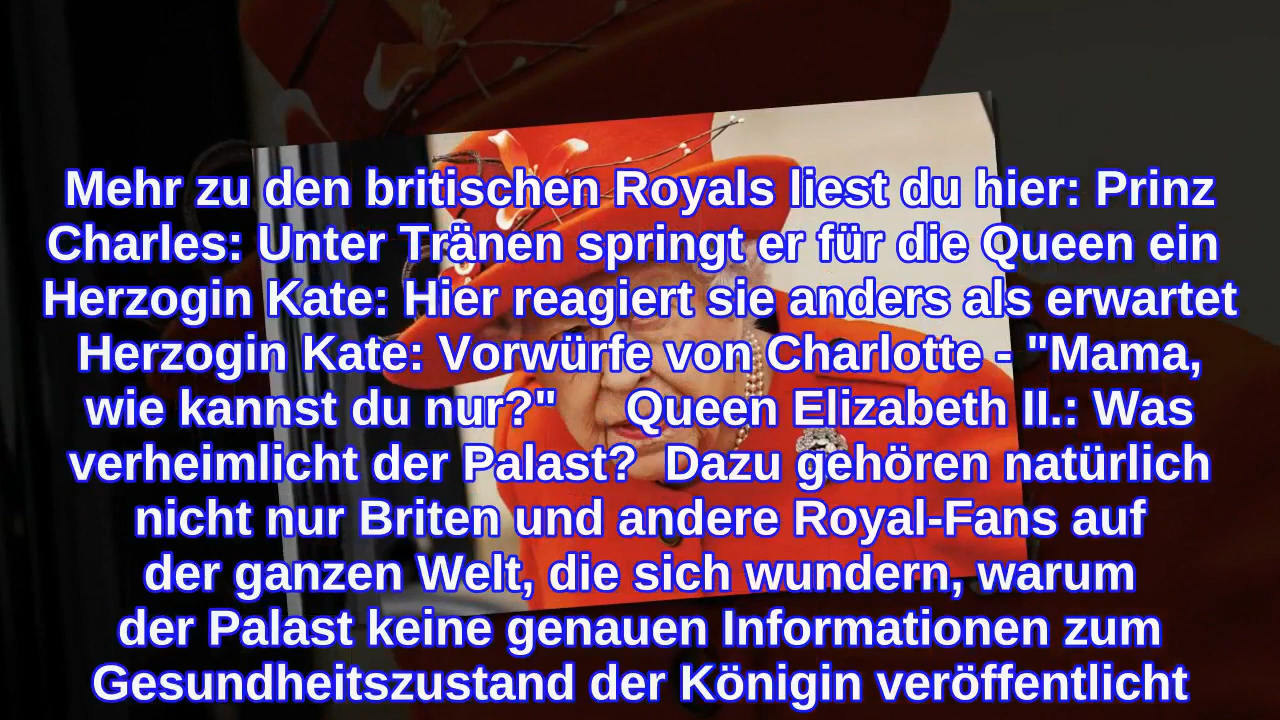 Mehr zu den britischen Royals liest du hier: Prinz
Charles: Unter Tränen springt er für die Queen ein
Herzogin Kate: Hier reagiert sie anders als erwartet
Herzogin Kate: Vorwürfe von Charlotte - "Mama,
wie kannst du nur?" Queen Elizabeth II.: Was
verheimlicht der Palast? Dazu gehören natürlich
nicht nur Briten und andere Royal-Fans auf
der ganzen Welt, die sich wundern, warum
der Palast keine genauen Informationen zum
Gesundheitszustand der Königin veröffentlicht